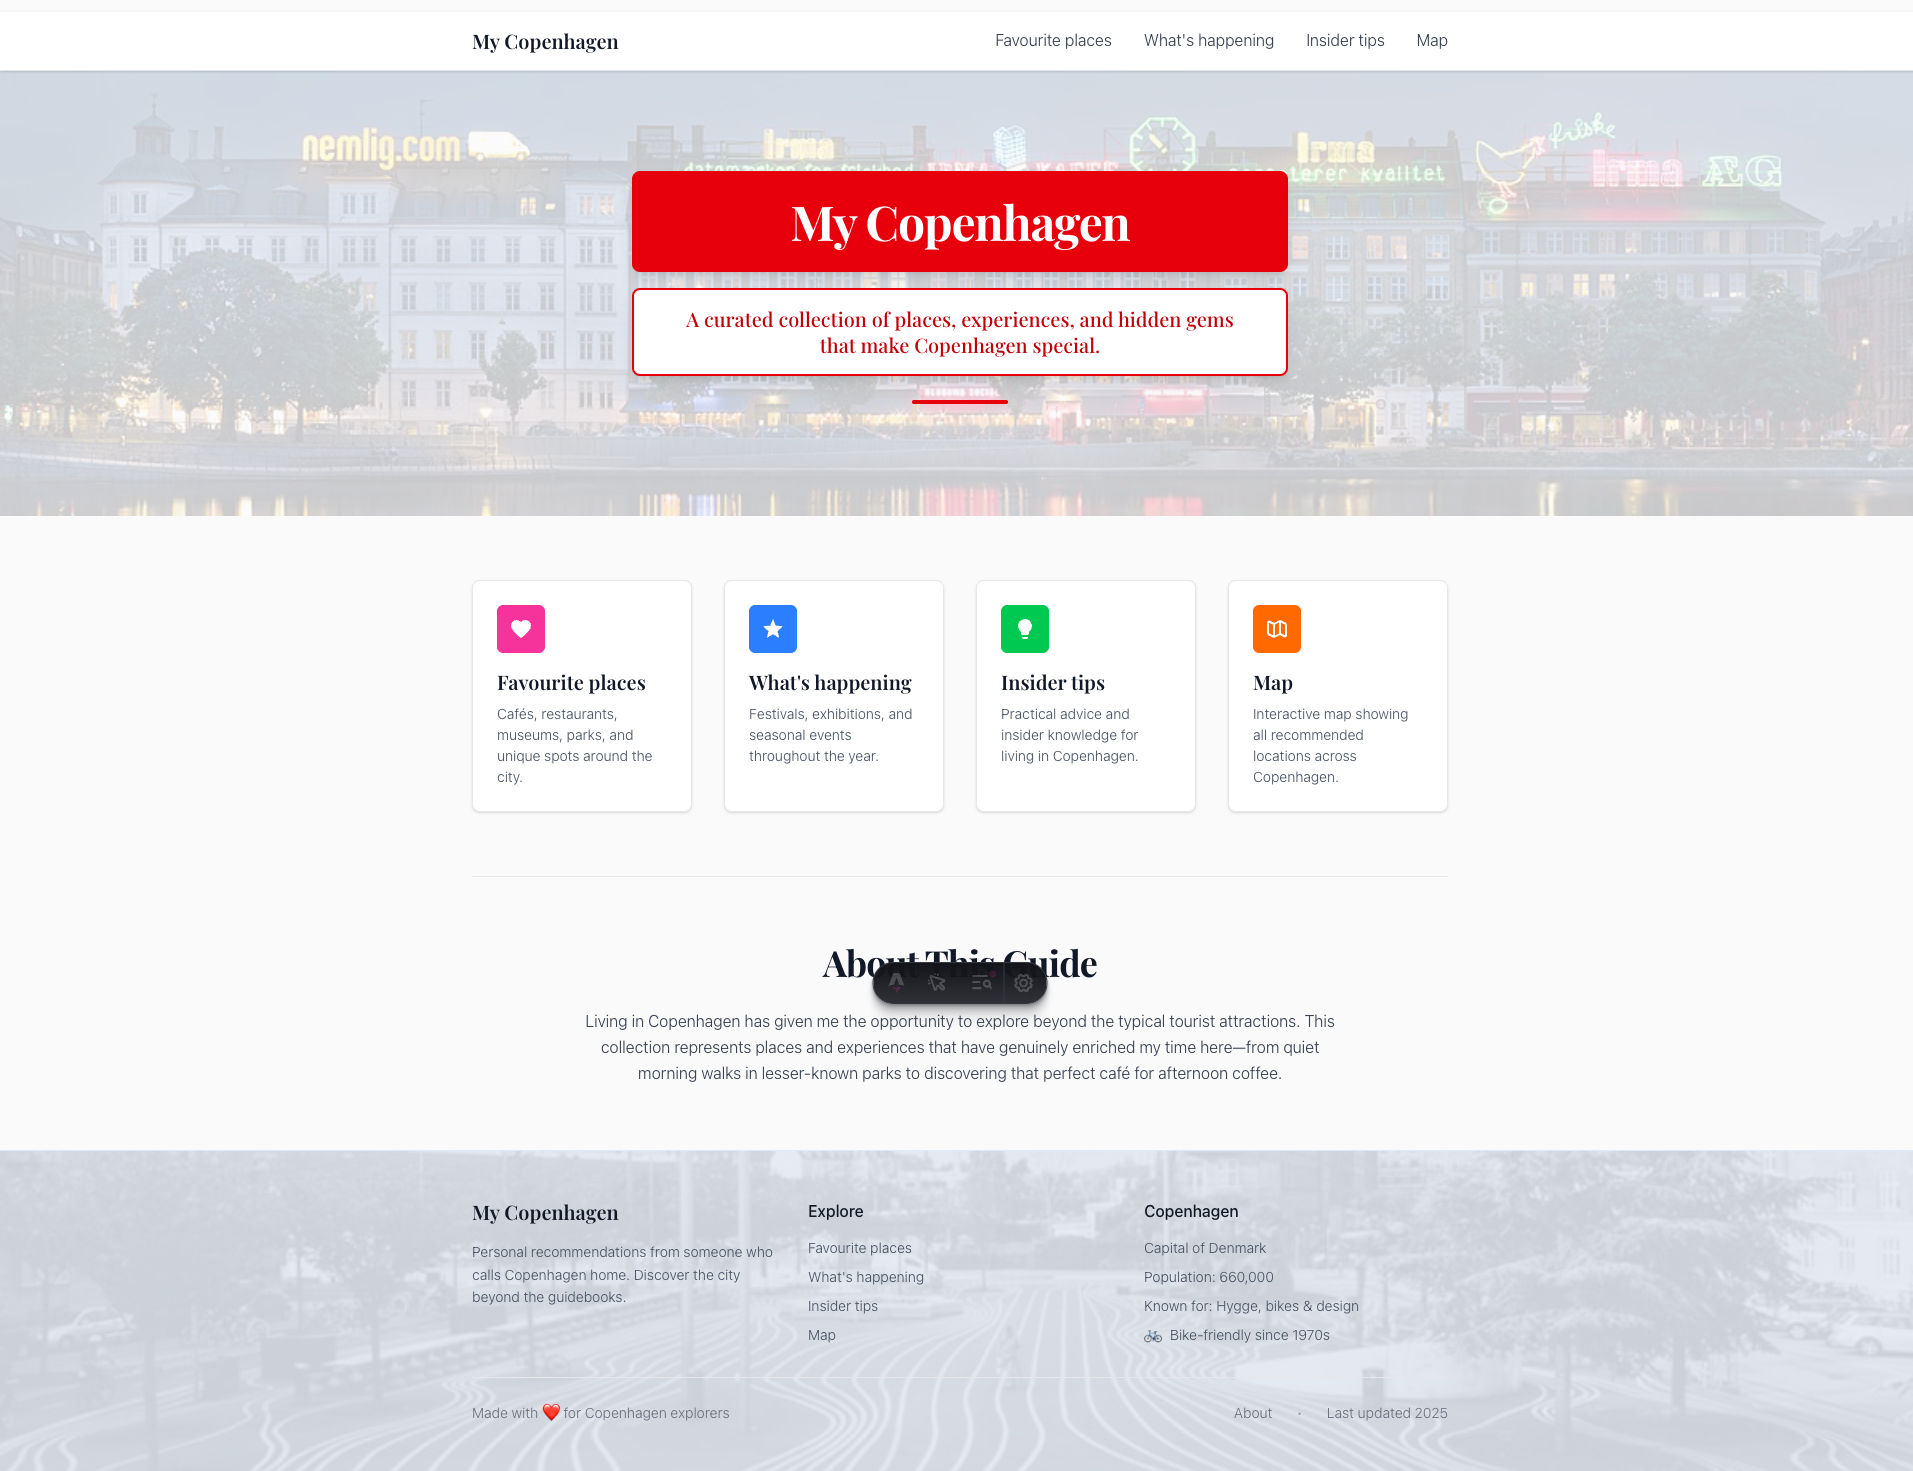 My Copenhagen
Favourite places
What's happening
Insider tips
Map
nemlig.com
Irma
Irma
friske
Irma ÆG
kvalitet
My Copenhagen
A curated collection of places, experiences, and hidden gems
that make Copenhagen special.
Favourite places
Cafés, restaurants,
museums, parks, and
unique spots around the
city.
What's happening
Festivals, exhibitions, and
seasonal events
throughout the year.
Insider tips
Practical advice and
insider knowledge for
living in Copenhagen.
Map
Interactive map showing
all recommended
locations across
Copenhagen.
About This Guide
Living in Copenhagen has given me the opportunity to explore beyond the typical tourist attractions. This
collection represents places and experiences that have genuinely enriched my time here—from quiet
morning walks in lesser-known parks to discovering that perfect café for afternoon coffee.
My Copenhagen
Personal recommendations from someone who
calls Copenhagen home. Discover the city
beyond the guidebooks.
Explore
Favourite places
What's happening
Insider tips
Map
Copenhagen
Capital of Denmark
Population: 660,000
Known for: Hygge, bikes & design
🚲 Bike-friendly since 1970s
Made with ❤️ for Copenhagen explorers
About · Last updated 2025